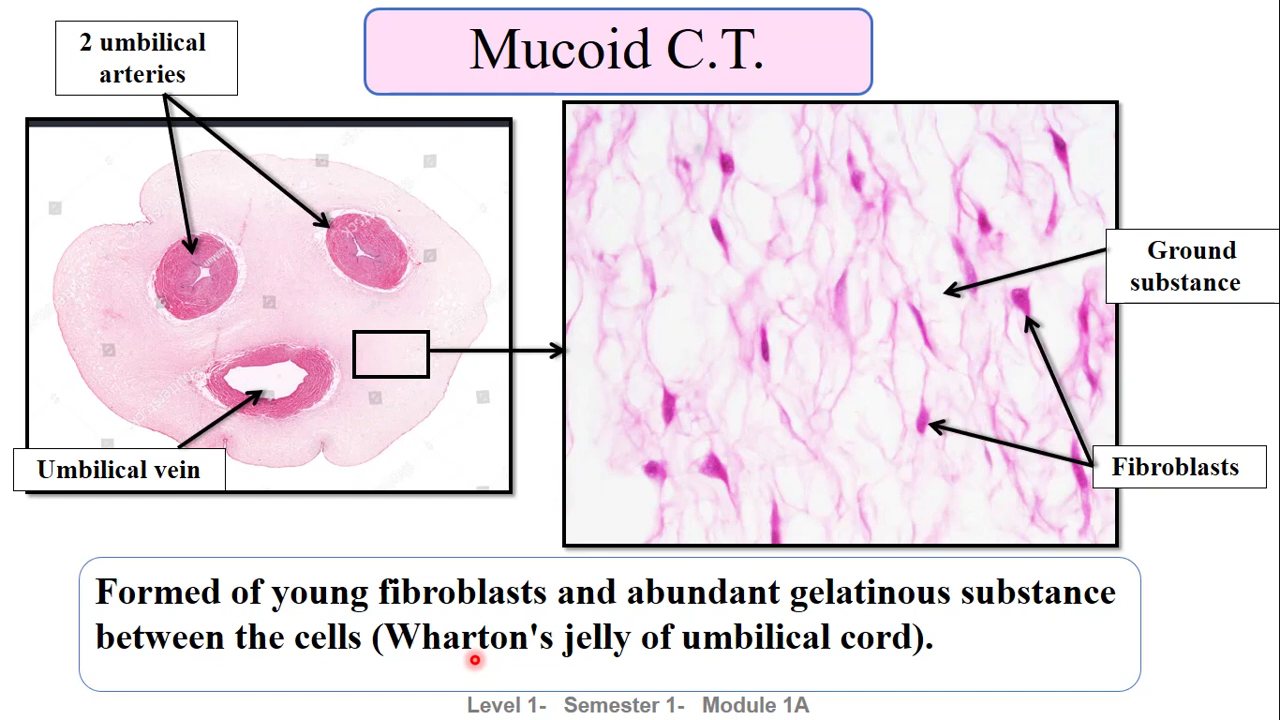 Mucoid C.T.
2 umbilical
arteries
Umbilical vein
Ground
substance
Fibroblasts
Formed of young fibroblasts and abundant gelatinous substance
between the cells (Wharton's jelly of umbilical cord).
Level 1- Semester 1- Module 1A